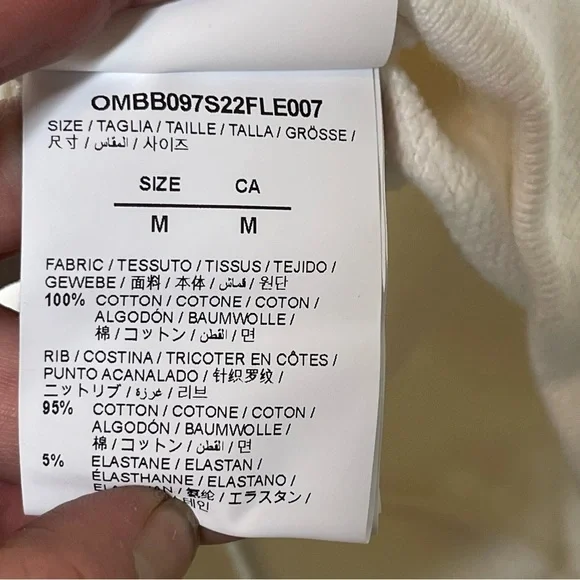 OMBB097S22FLE007
SIZE / TAGLIA / TAILLE / TALLA / GRÖSSE /
尺寸 / المقاس / 사이즈
SIZE CA
M M
FABRIC / TESSUTO / TISSUS / TEJIDO /
GEWEBE / 面料 / 本体 / قماش / 원단
100% COTTON / COTONE / COTON /
ALGODÓN / BAUMWOLLE /
棉 / コットン / القطن / 면
RIB / COSTINA / TRICOTER EN CÔTES /
PUNTO ACANALADO / 针织罗纹 /
ニットリブ / غرزة / 리브
95% COTTON / COTONE / COTON /
ALGODÓN / BAUMWOLLE /
棉 / コットン / القطن / 면
5% ELASTANE / ELASTAN /
ÉLASTHANNE / ELASTANO /
氨纶 / エラスタン /